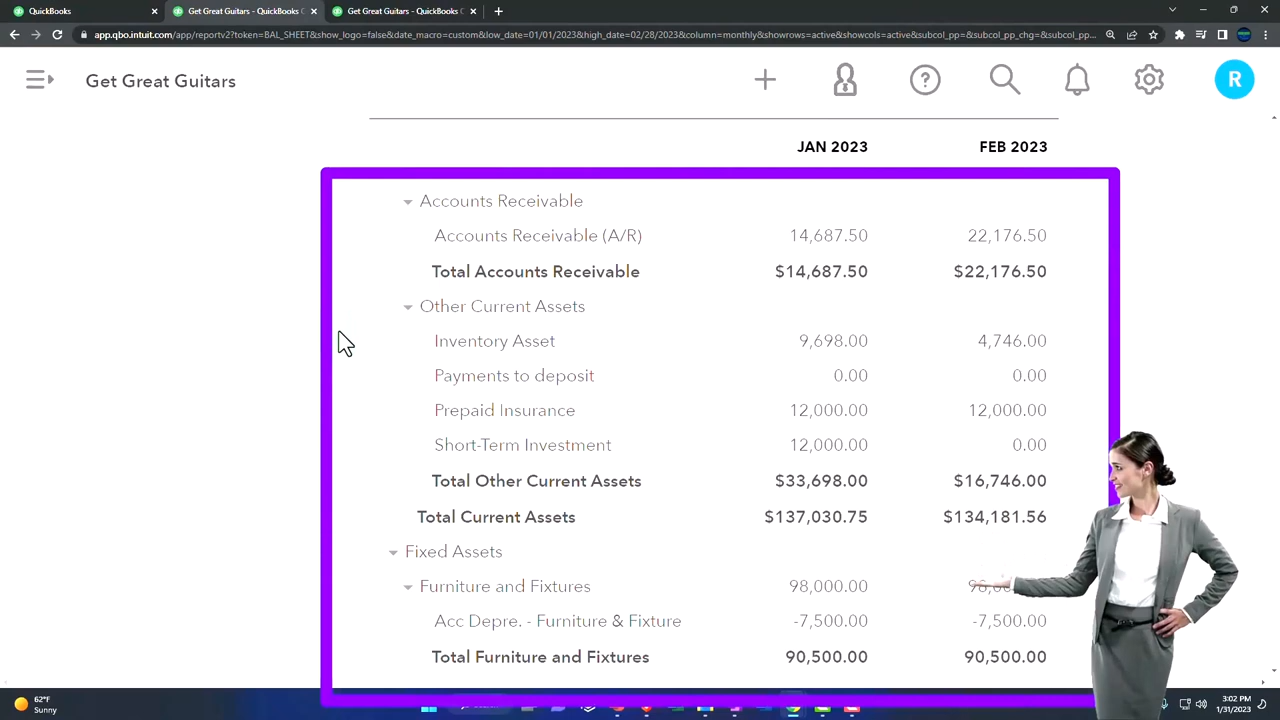 QuickBooks
Get Great Guitars - QuickBooks
Get Great Guitars - QuickBooks
app.qbo.intuit.com/app/reportv2?token=BAL_SHEET&show_logo=false&date_macro=custom&low_date=01/01/2023&high_date=02/28/2023&column=monthly&showrows=active&showcols=active&subcol_pp=&subcol_pp_chg=&subcol_pp...
Get Great Guitars
R
JAN 2023 FEB 2023
Accounts Receivable
Accounts Receivable (A/R) 14,687.50 22,176.50
Total Accounts Receivable $14,687.50 $22,176.50
Other Current Assets
Inventory Asset 9,698.00 4,746.00
Payments to deposit 0.00 0.00
Prepaid Insurance 12,000.00 12,000.00
Short-Term Investment 12,000.00 0.00
Total Other Current Assets $33,698.00 $16,746.00
Total Current Assets $137,030.75 $134,181.56
Fixed Assets
Furniture and Fixtures 98,000.00
Acc Depre. - Furniture & Fixture -7,500.00 -7,500.00
Total Furniture and Fixtures 90,500.00 90,500.00
62°F
Sunny
3:02 PM
1/31/2023